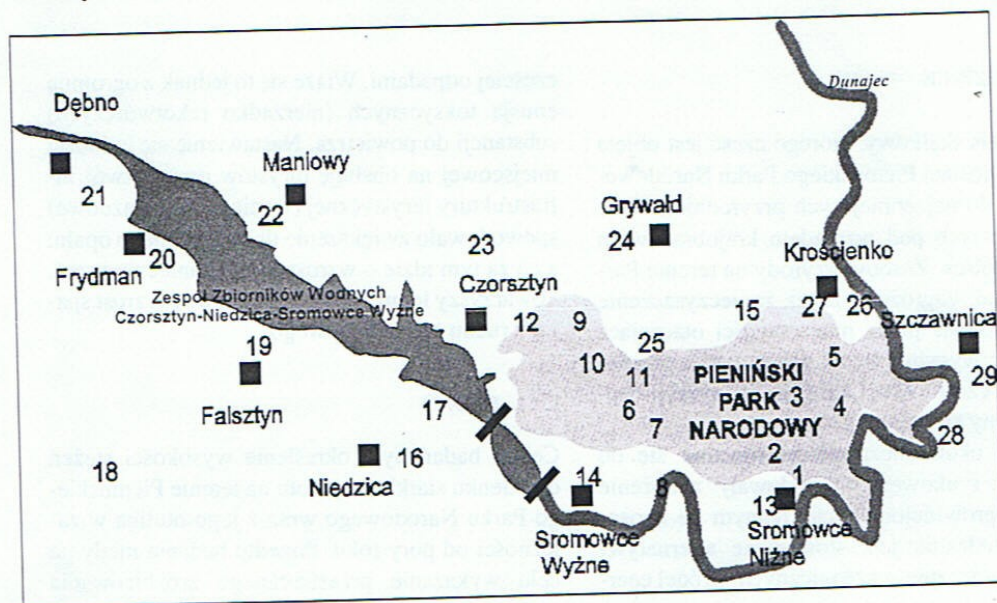 Dunajec
Dębno
Maniowy
21
22
Grywałd
24
20
23
Krościenko
Frydman
Czorsztyn
Zespół Zbiorników Wodnych
Czorsztyn-Niedzica-Sromowce Wyżne
15
27
26
Szczawnica
12
9
19
25
5
10
29
11
PIENIŃSKI
Falsztyn
17
6
PARK
3
4
7
NARODOWY
28
18
16
2
Niedzica
14
8
1
13
Sromowce
Wyżne
Sromowce
Niżne